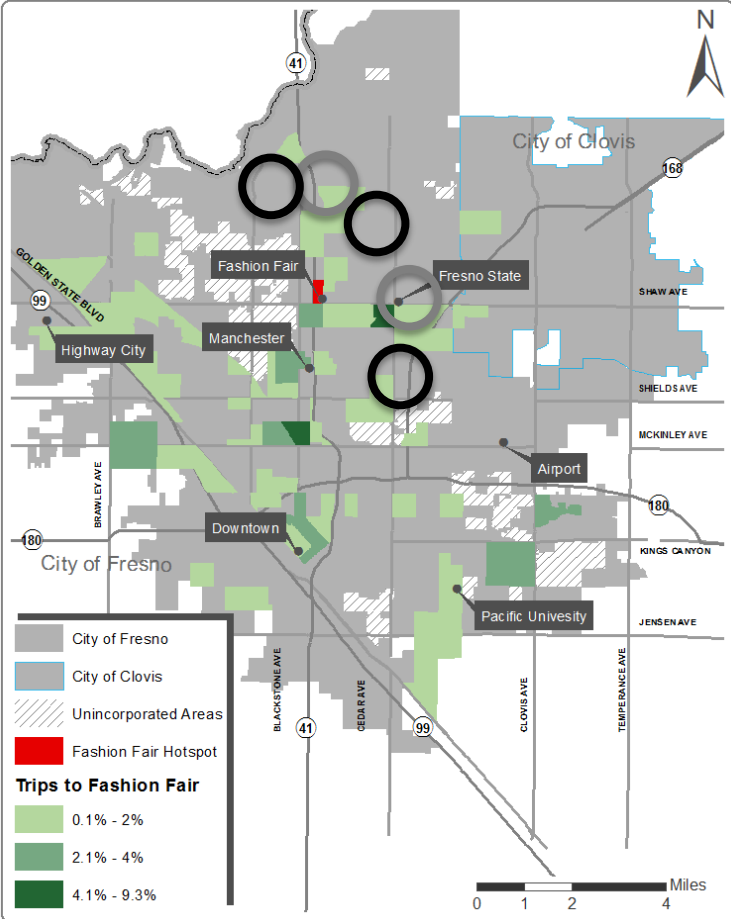 N
41
City of Clovis
168
GOLDEN STATE BLVD
Fashion Fair
Fresno State
99
SHAW AVE
Manchester
Highway City
SHIELDS AVE
MCKINLEY AVE
Airport
BRAWLEY AVE
180
Downtown
180
KINGS CANYON
City of Fresno
Pacific Univesity
JENSEN AVE
BLACKSTONE AVE
CEDAR AVE
CLOVIS AVE
TEMPERANCE AVE
41
99
City of Fresno
City of Clovis
Unincorporated Areas
Fashion Fair Hotspot
Trips to Fashion Fair
0.1% - 2%
2.1% - 4%
4.1% - 9.3%
Miles
0 1 2 4